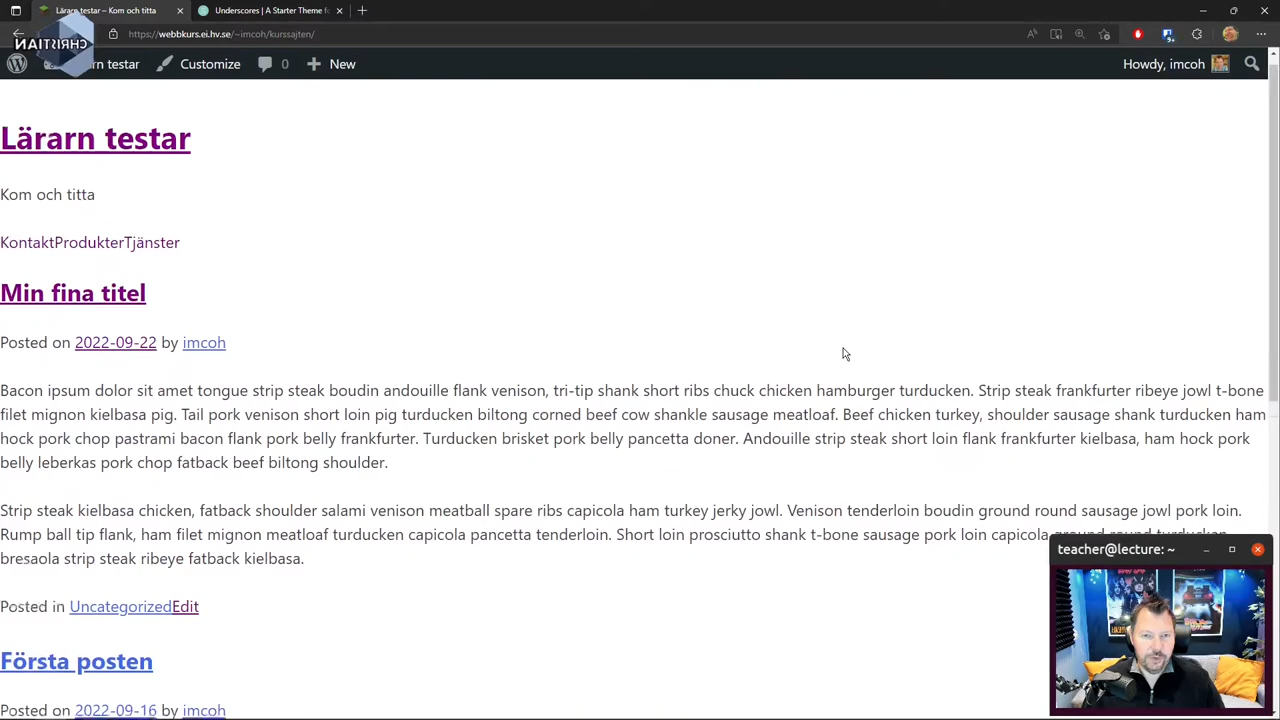 Lärarn testar – Kom och titta
Underscores | A Starter Theme fo
https://webbkurs.ei.hv.se/~imcoh/kurssajten/
CHRISTIAN
rn testar
Customize
0
New
Howdy, imcoh
Lärarn testar
Kom och titta
KontaktProdukterTjänster
Min fina titel
Posted on 2022-09-22 by imcoh
Bacon ipsum dolor sit amet tongue strip steak boudin andouille flank venison, tri-tip shank short ribs chuck chicken hamburger turducken. Strip steak frankfurter ribeye jowl t-bone
filet mignon kielbasa pig. Tail pork venison short loin pig turducken biltong corned beef cow shankle sausage meatloaf. Beef chicken turkey, shoulder sausage shank turducken ham
hock pork chop pastrami bacon flank pork belly frankfurter. Turducken brisket pork belly pancetta doner. Andouille strip steak short loin flank frankfurter kielbasa, ham hock pork
belly leberkas pork chop fatback beef biltong shoulder.
Strip steak kielbasa chicken, fatback shoulder salami venison meatball spare ribs capicola ham turkey jerky jowl. Venison tenderloin boudin ground round sausage jowl pork loin.
Rump ball tip flank, ham filet mignon meatloaf turducken capicola pancetta tenderloin. Short loin prosciutto shank t-bone sausage pork loin capicola ground round turducken
bresaola strip steak ribeye fatback kielbasa.
teacher@lecture: ~
Posted in UncategorizedEdit
Första posten
Posted on 2022-09-16 by imcoh